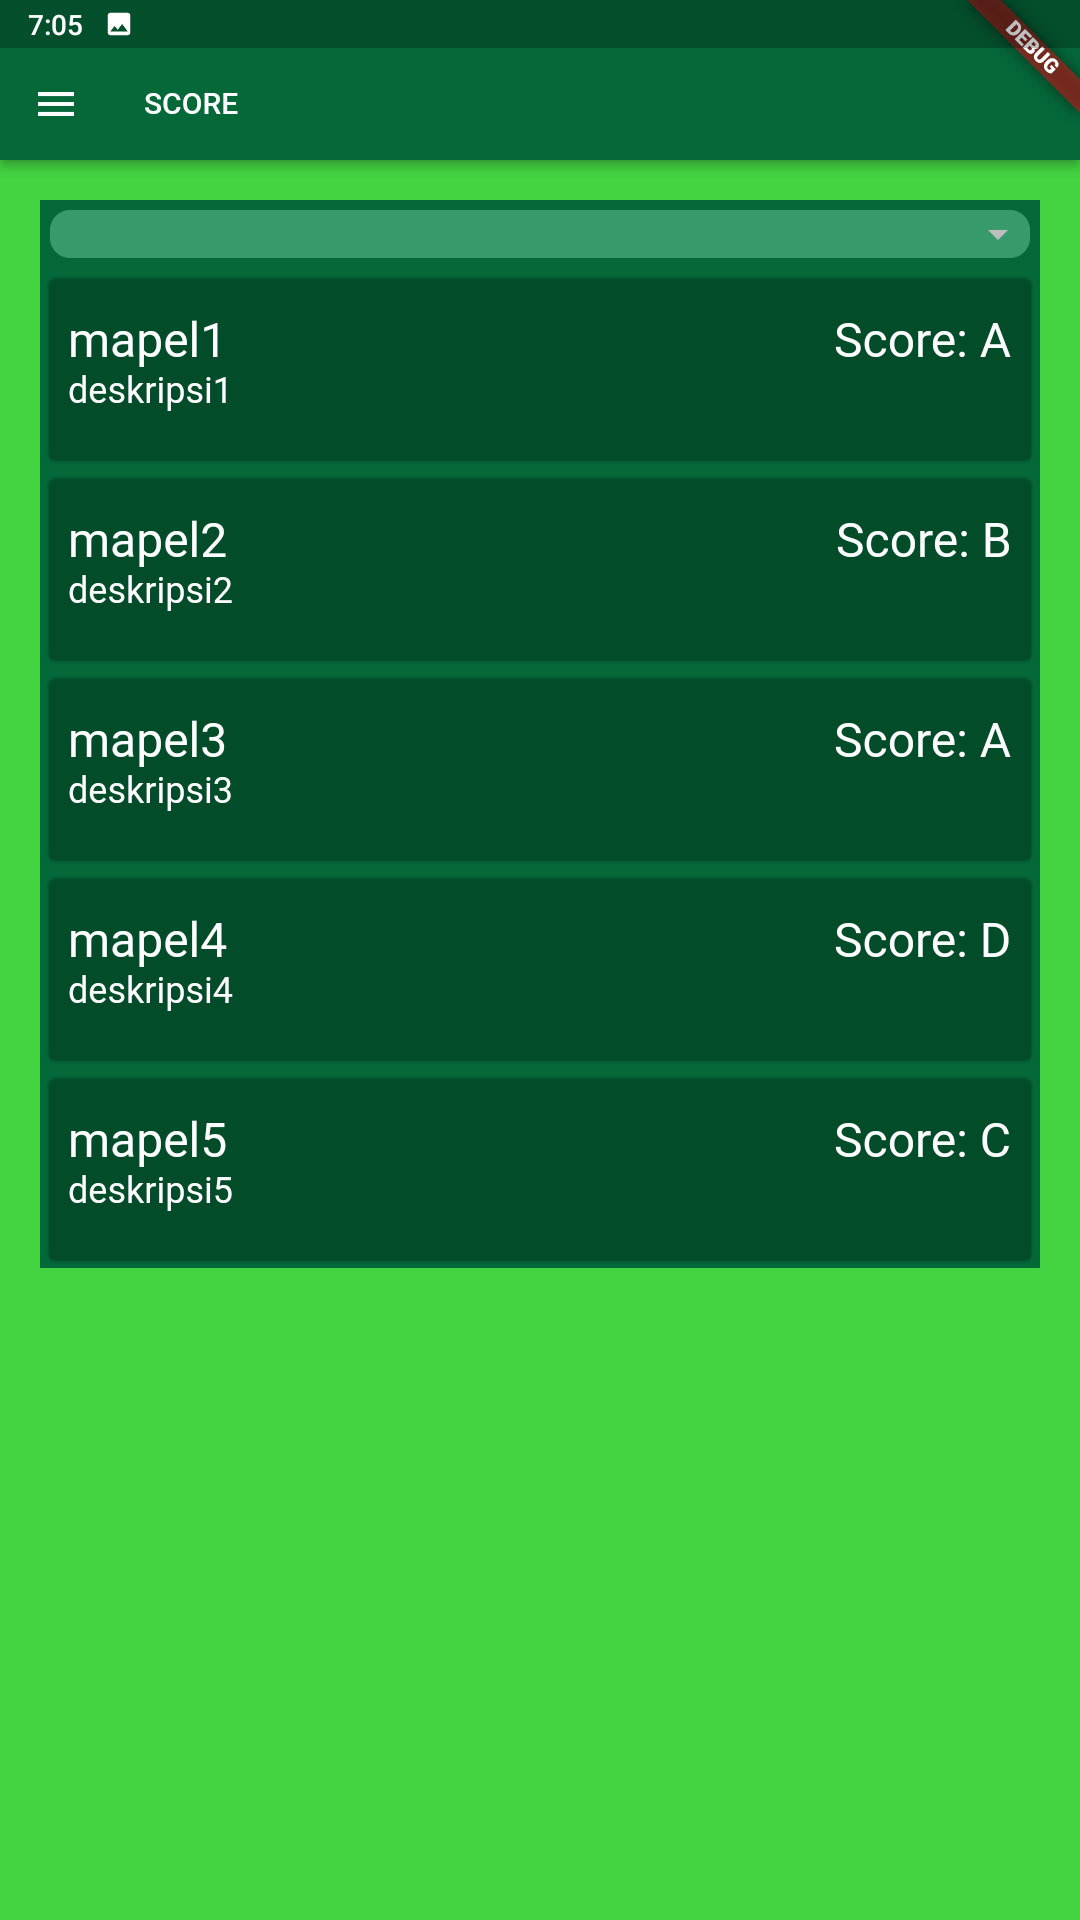 7:05
DEBUG
SCORE
mapel1 Score: A
deskripsi1
mapel2 Score: B
deskripsi2
mapel3 Score: A
deskripsi3
mapel4 Score: D
deskripsi4
mapel5 Score: C
deskripsi5